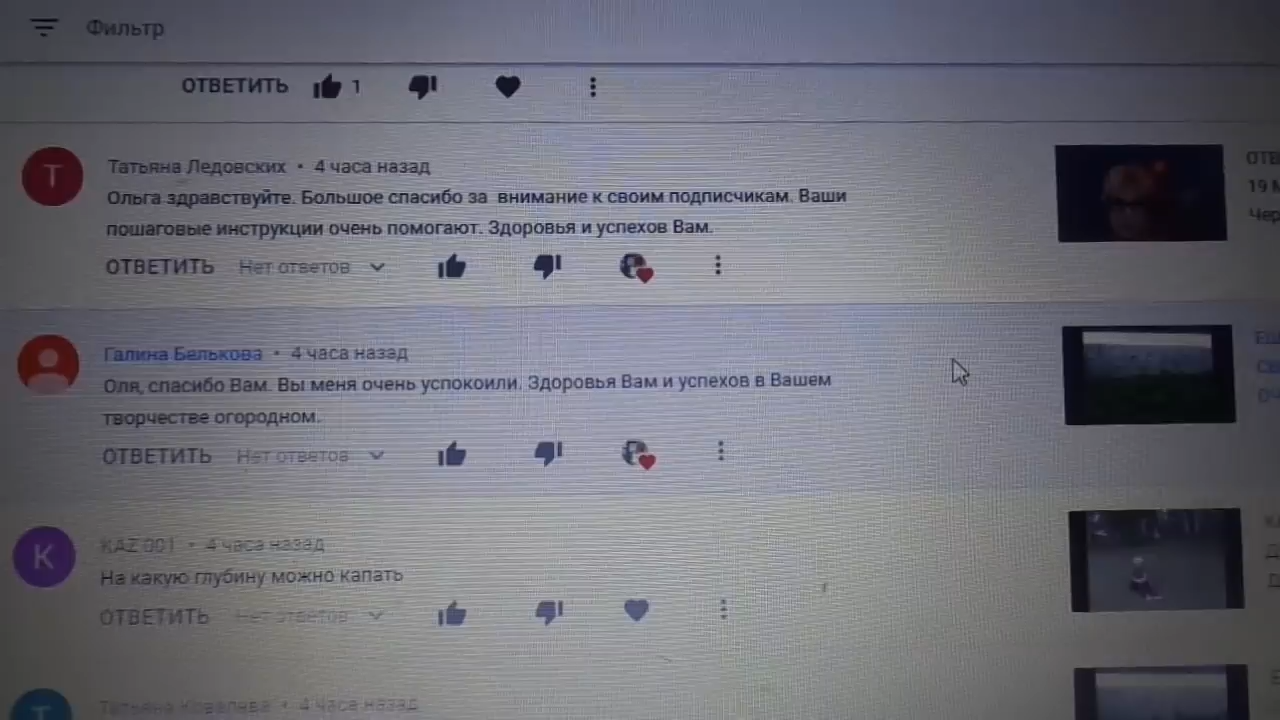 Фильтр
ОТВЕТИТЬ 1
Т
Татьяна Ледовских • 4 часа назад
Ольга здравствуйте. Большое спасибо за внимание к своим подписчикам. Ваши
пошаговые инструкции очень помогают. Здоровья и успехов Вам.
ОТВЕТИТЬ Нет ответов
19
Галина Белькова • 4 часа назад
Оля, спасибо Вам. Вы меня очень успокоили. Здоровья Вам и успехов в Вашем
творчестве огородном.
ОТВЕТИТЬ Нет ответов
K
KAZ 001 • 4 часа назад
На какую глубину можно капать
ОТВЕТИТЬ Нет ответов
Т
Татьяна Ковалева • 4 часа назад